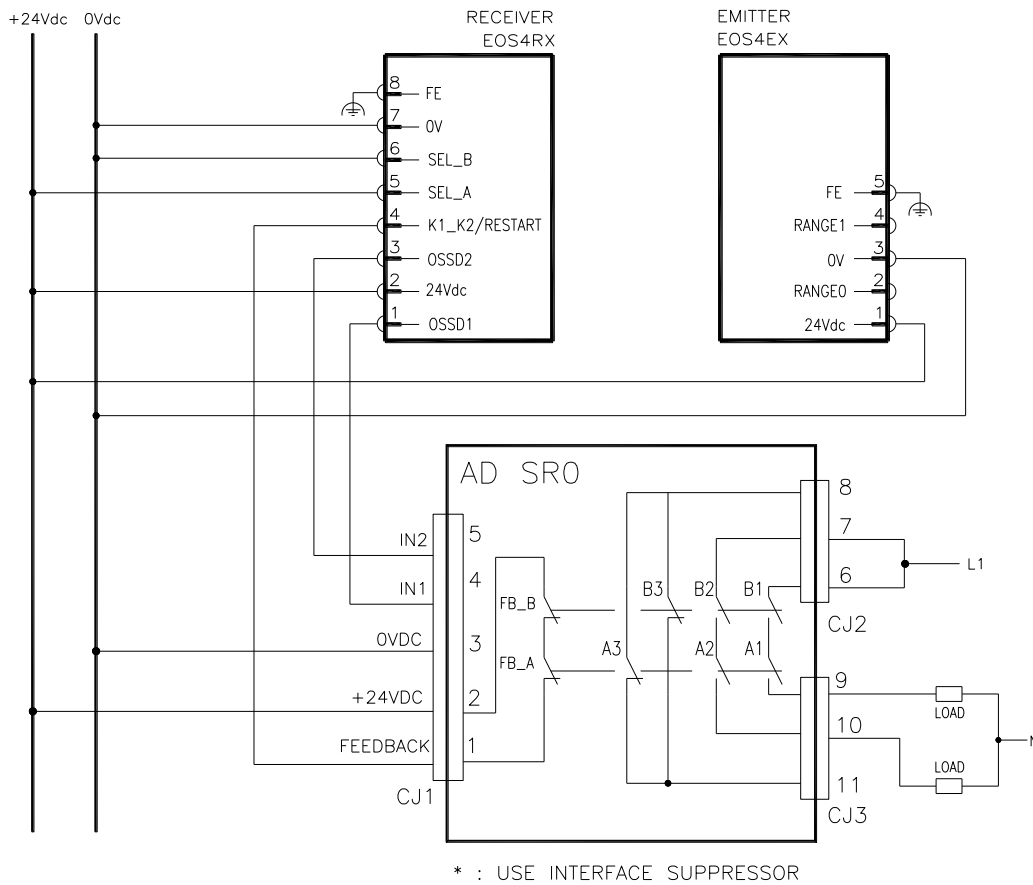 +24Vdc 0Vdc
RECEIVER
EOS4RX
EMITTER
EOS4EX
8 FE
7 0V
6 SEL_B
5 SEL_A
4 K1_K2/RESTART
3 OSSD2
2 24Vdc
1 OSSD1
FE 5
RANGE1 4
0V 3
RANGE0 2
24Vdc 1
AD SR0
IN2 5
IN1 4
0VDC 3
+24VDC 2
FEEDBACK 1
CJ1
FB_B
FB_A
B3 B2 B1
A3 A2 A1
8
7
6
L1
CJ2
9
10
11
CJ3
LOAD
LOAD
N
* : USE INTERFACE SUPPRESSOR